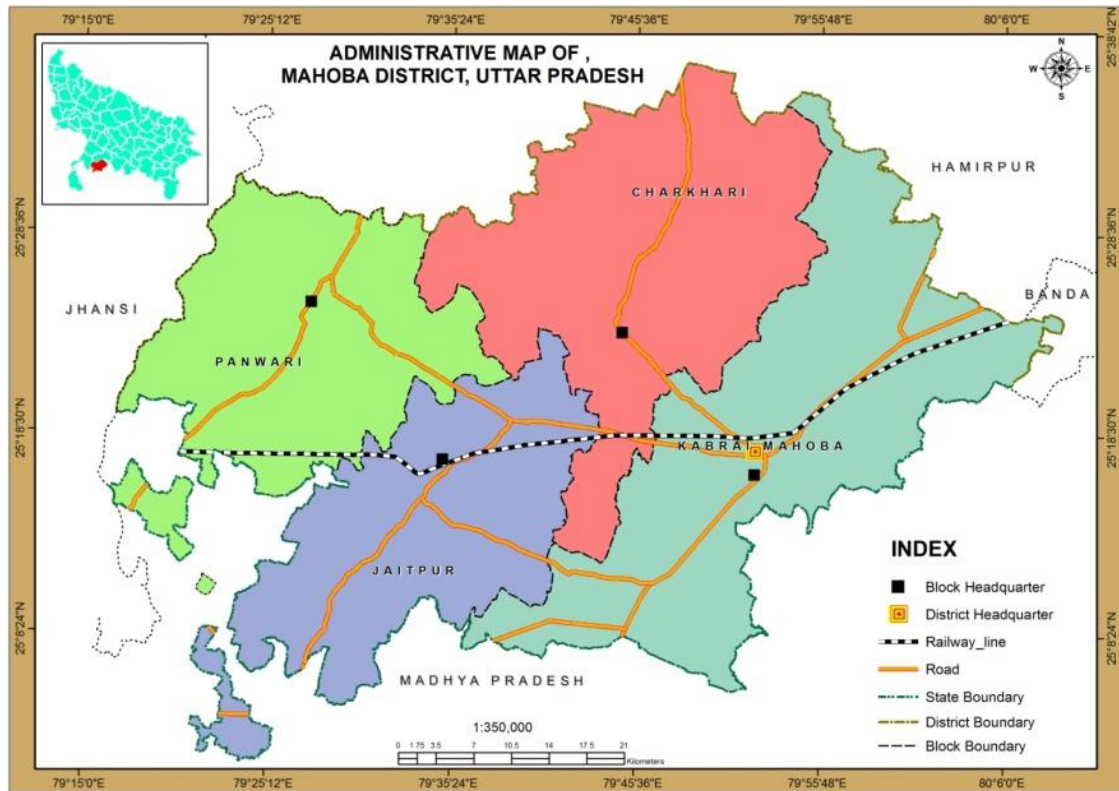 79°15'0"E 79°25'12"E 79°35'24"E 79°45'36"E 79°55'48"E 80°6'0"E
25°38'42"N
ADMINISTRATIVE MAP OF ,
MAHOBA DISTRICT, UTTAR PRADESH
N
W E
S
HAMIRPUR
CHARKHARI
25°28'36"N 25°28'36"N
JHANSI
BANDA
PANWARI
25°18'30"N 25°18'30"N
KABRAI MAHOBA
INDEX
JAITPUR
Block Headquarter
District Headquarter
25°8'24"N 25°8'24"N
Railway_line
Road
MADHYA PRADESH
State Boundary
1:350,000
District Boundary
Block Boundary
0 1.75 3.5 7 10.5 14 17.5 21
Kilometers
79°15'0"E 79°25'12"E 79°35'24"E 79°45'36"E 79°55'48"E 80°6'0"E